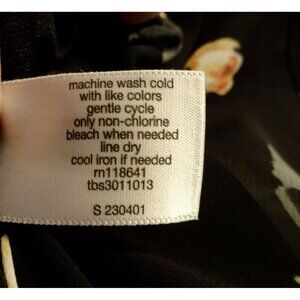 machine wash cold
with like colors
gentle cycle
only non-chlorine
bleach when needed
line dry
cool iron if needed
rn118641
tbs3011013
S 230401